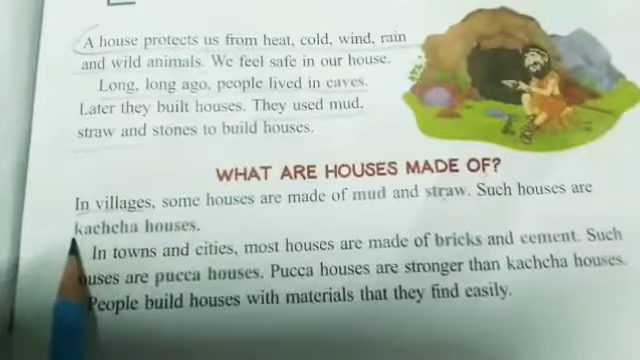 A house protects us from heat, cold, wind, rain
and wild animals. We feel safe in our house.
Long, long ago, people lived in caves.
Later they built houses. They used mud,
straw and stones to build houses.
WHAT ARE HOUSES MADE OF?
In villages, some houses are made of mud and straw. Such houses are
kachcha houses.
In towns and cities, most houses are made of bricks and cement. Such
ouses are pucca houses. Pucca houses are stronger than kachcha houses.
People build houses with materials that they find easily.